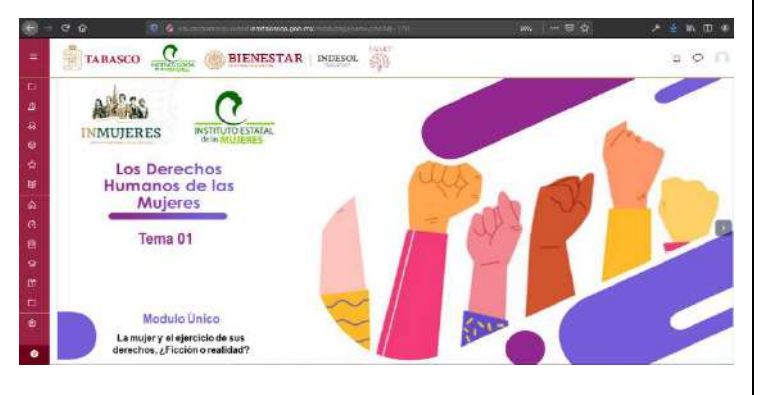 TABASCO
BIENESTAR
INDESOL
INMUJERES
INSTITUTO ESTATAL
de las MUJERES
Los Derechos
Humanos de las
Mujeres
Tema 01
Modulo Único
La mujer y el ejercicio de sus
derechos, ¿Ficción o realidad?